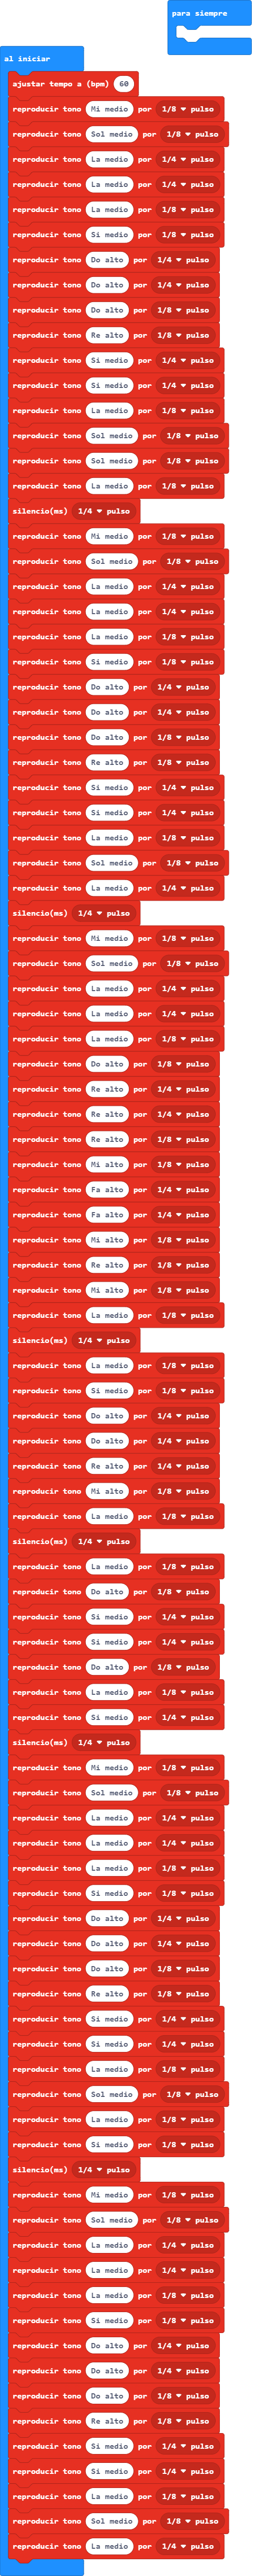 para siempre
al iniciar
ajustar tempo a (bpm) 60
reproducir tono Mi medio por 1/8 pulso
reproducir tono Sol medio por 1/8 pulso
reproducir tono La medio por 1/4 pulso
reproducir tono La medio por 1/4 pulso
reproducir tono La medio por 1/8 pulso
reproducir tono Si medio por 1/8 pulso
reproducir tono Do alto por 1/4 pulso
reproducir tono Do alto por 1/4 pulso
reproducir tono Do alto por 1/8 pulso
reproducir tono Re alto por 1/8 pulso
reproducir tono Si medio por 1/4 pulso
reproducir tono Si medio por 1/4 pulso
reproducir tono La medio por 1/8 pulso
reproducir tono Sol medio por 1/8 pulso
reproducir tono Sol medio por 1/8 pulso
reproducir tono La medio por 1/8 pulso
silencio(ms) 1/4 pulso
reproducir tono Mi medio por 1/8 pulso
reproducir tono Sol medio por 1/8 pulso
reproducir tono La medio por 1/4 pulso
reproducir tono La medio por 1/4 pulso
reproducir tono La medio por 1/8 pulso
reproducir tono Si medio por 1/8 pulso
reproducir tono Do alto por 1/4 pulso
reproducir tono Do alto por 1/4 pulso
reproducir tono Do alto por 1/8 pulso
reproducir tono Re alto por 1/8 pulso
reproducir tono Si medio por 1/4 pulso
reproducir tono Si medio por 1/4 pulso
reproducir tono La medio por 1/8 pulso
reproducir tono Sol medio por 1/8 pulso
reproducir tono La medio por 1/4 pulso
silencio(ms) 1/4 pulso
reproducir tono Mi medio por 1/8 pulso
reproducir tono Sol medio por 1/8 pulso
reproducir tono La medio por 1/4 pulso
reproducir tono La medio por 1/4 pulso
reproducir tono La medio por 1/8 pulso
reproducir tono Do alto por 1/8 pulso
reproducir tono Re alto por 1/4 pulso
reproducir tono Re alto por 1/4 pulso
reproducir tono Re alto por 1/8 pulso
reproducir tono Mi alto por 1/8 pulso
reproducir tono Fa alto por 1/4 pulso
reproducir tono Fa alto por 1/4 pulso
reproducir tono Mi alto por 1/8 pulso
reproducir tono Re alto por 1/8 pulso
reproducir tono Mi alto por 1/8 pulso
reproducir tono La medio por 1/8 pulso
silencio(ms) 1/4 pulso
reproducir tono La medio por 1/8 pulso
reproducir tono Si medio por 1/8 pulso
reproducir tono Do alto por 1/4 pulso
reproducir tono Do alto por 1/4 pulso
reproducir tono Re alto por 1/4 pulso
reproducir tono Mi alto por 1/8 pulso
reproducir tono La medio por 1/8 pulso
silencio(ms) 1/4 pulso
reproducir tono La medio por 1/8 pulso
reproducir tono Do alto por 1/8 pulso
reproducir tono Si medio por 1/4 pulso
reproducir tono Si medio por 1/4 pulso
reproducir tono Do alto por 1/8 pulso
reproducir tono La medio por 1/8 pulso
reproducir tono Si medio por 1/4 pulso
silencio(ms) 1/4 pulso
reproducir tono Mi medio por 1/8 pulso
reproducir tono Sol medio por 1/8 pulso
reproducir tono La medio por 1/4 pulso
reproducir tono La medio por 1/4 pulso
reproducir tono La medio por 1/8 pulso
reproducir tono Si medio por 1/8 pulso
reproducir tono Do alto por 1/4 pulso
reproducir tono Do alto por 1/4 pulso
reproducir tono Do alto por 1/8 pulso
reproducir tono Re alto por 1/8 pulso
reproducir tono Si medio por 1/4 pulso
reproducir tono Si medio por 1/4 pulso
reproducir tono La medio por 1/8 pulso
reproducir tono Sol medio por 1/8 pulso
reproducir tono La medio por 1/8 pulso
reproducir tono Si medio por 1/8 pulso
silencio(ms) 1/4 pulso
reproducir tono Mi medio por 1/8 pulso
reproducir tono Sol medio por 1/8 pulso
reproducir tono La medio por 1/4 pulso
reproducir tono La medio por 1/4 pulso
reproducir tono La medio por 1/8 pulso
reproducir tono Si medio por 1/8 pulso
reproducir tono Do alto por 1/4 pulso
reproducir tono Do alto por 1/4 pulso
reproducir tono Do alto por 1/8 pulso
reproducir tono Re alto por 1/8 pulso
reproducir tono Si medio por 1/4 pulso
reproducir tono Si medio por 1/4 pulso
reproducir tono La medio por 1/8 pulso
reproducir tono Sol medio por 1/8 pulso
reproducir tono La medio por 1/4 pulso